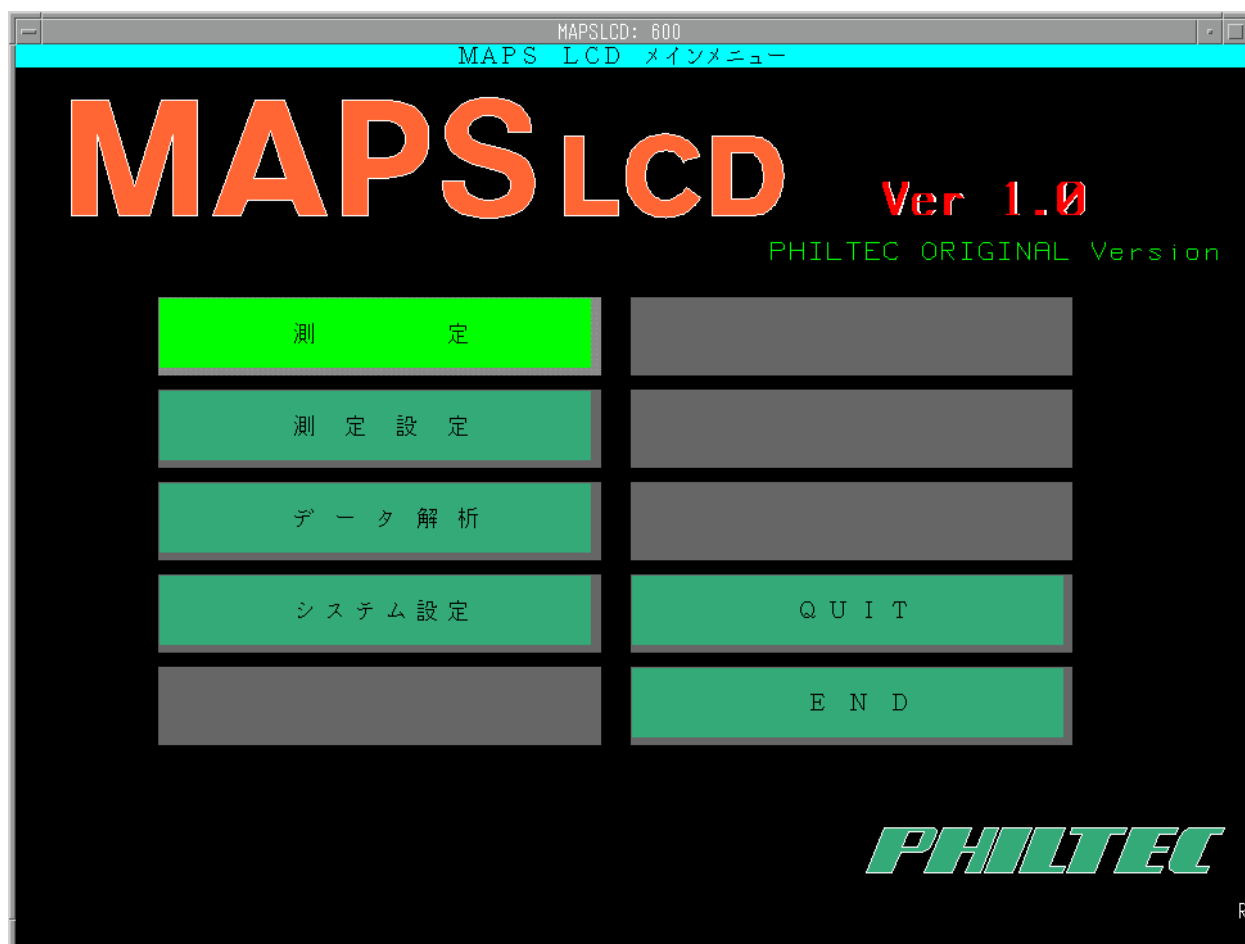 MAPSLCD: 600
MAPS LCD メインメニュー
MAPS LCD
Ver 1.0
PHILTEC ORIGINAL Version
測定
測定設定
データ解析
システム設定
QUIT
END
PHILTEC
R